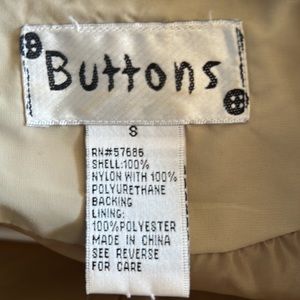 Buttons
S
RN#57686
SHELL:100%
NYLON WITH 100%
POLYURETHANE
BACKING
LINING:
100%POLYESTER
MADE IN CHINA
SEE REVERSE
FOR CARE